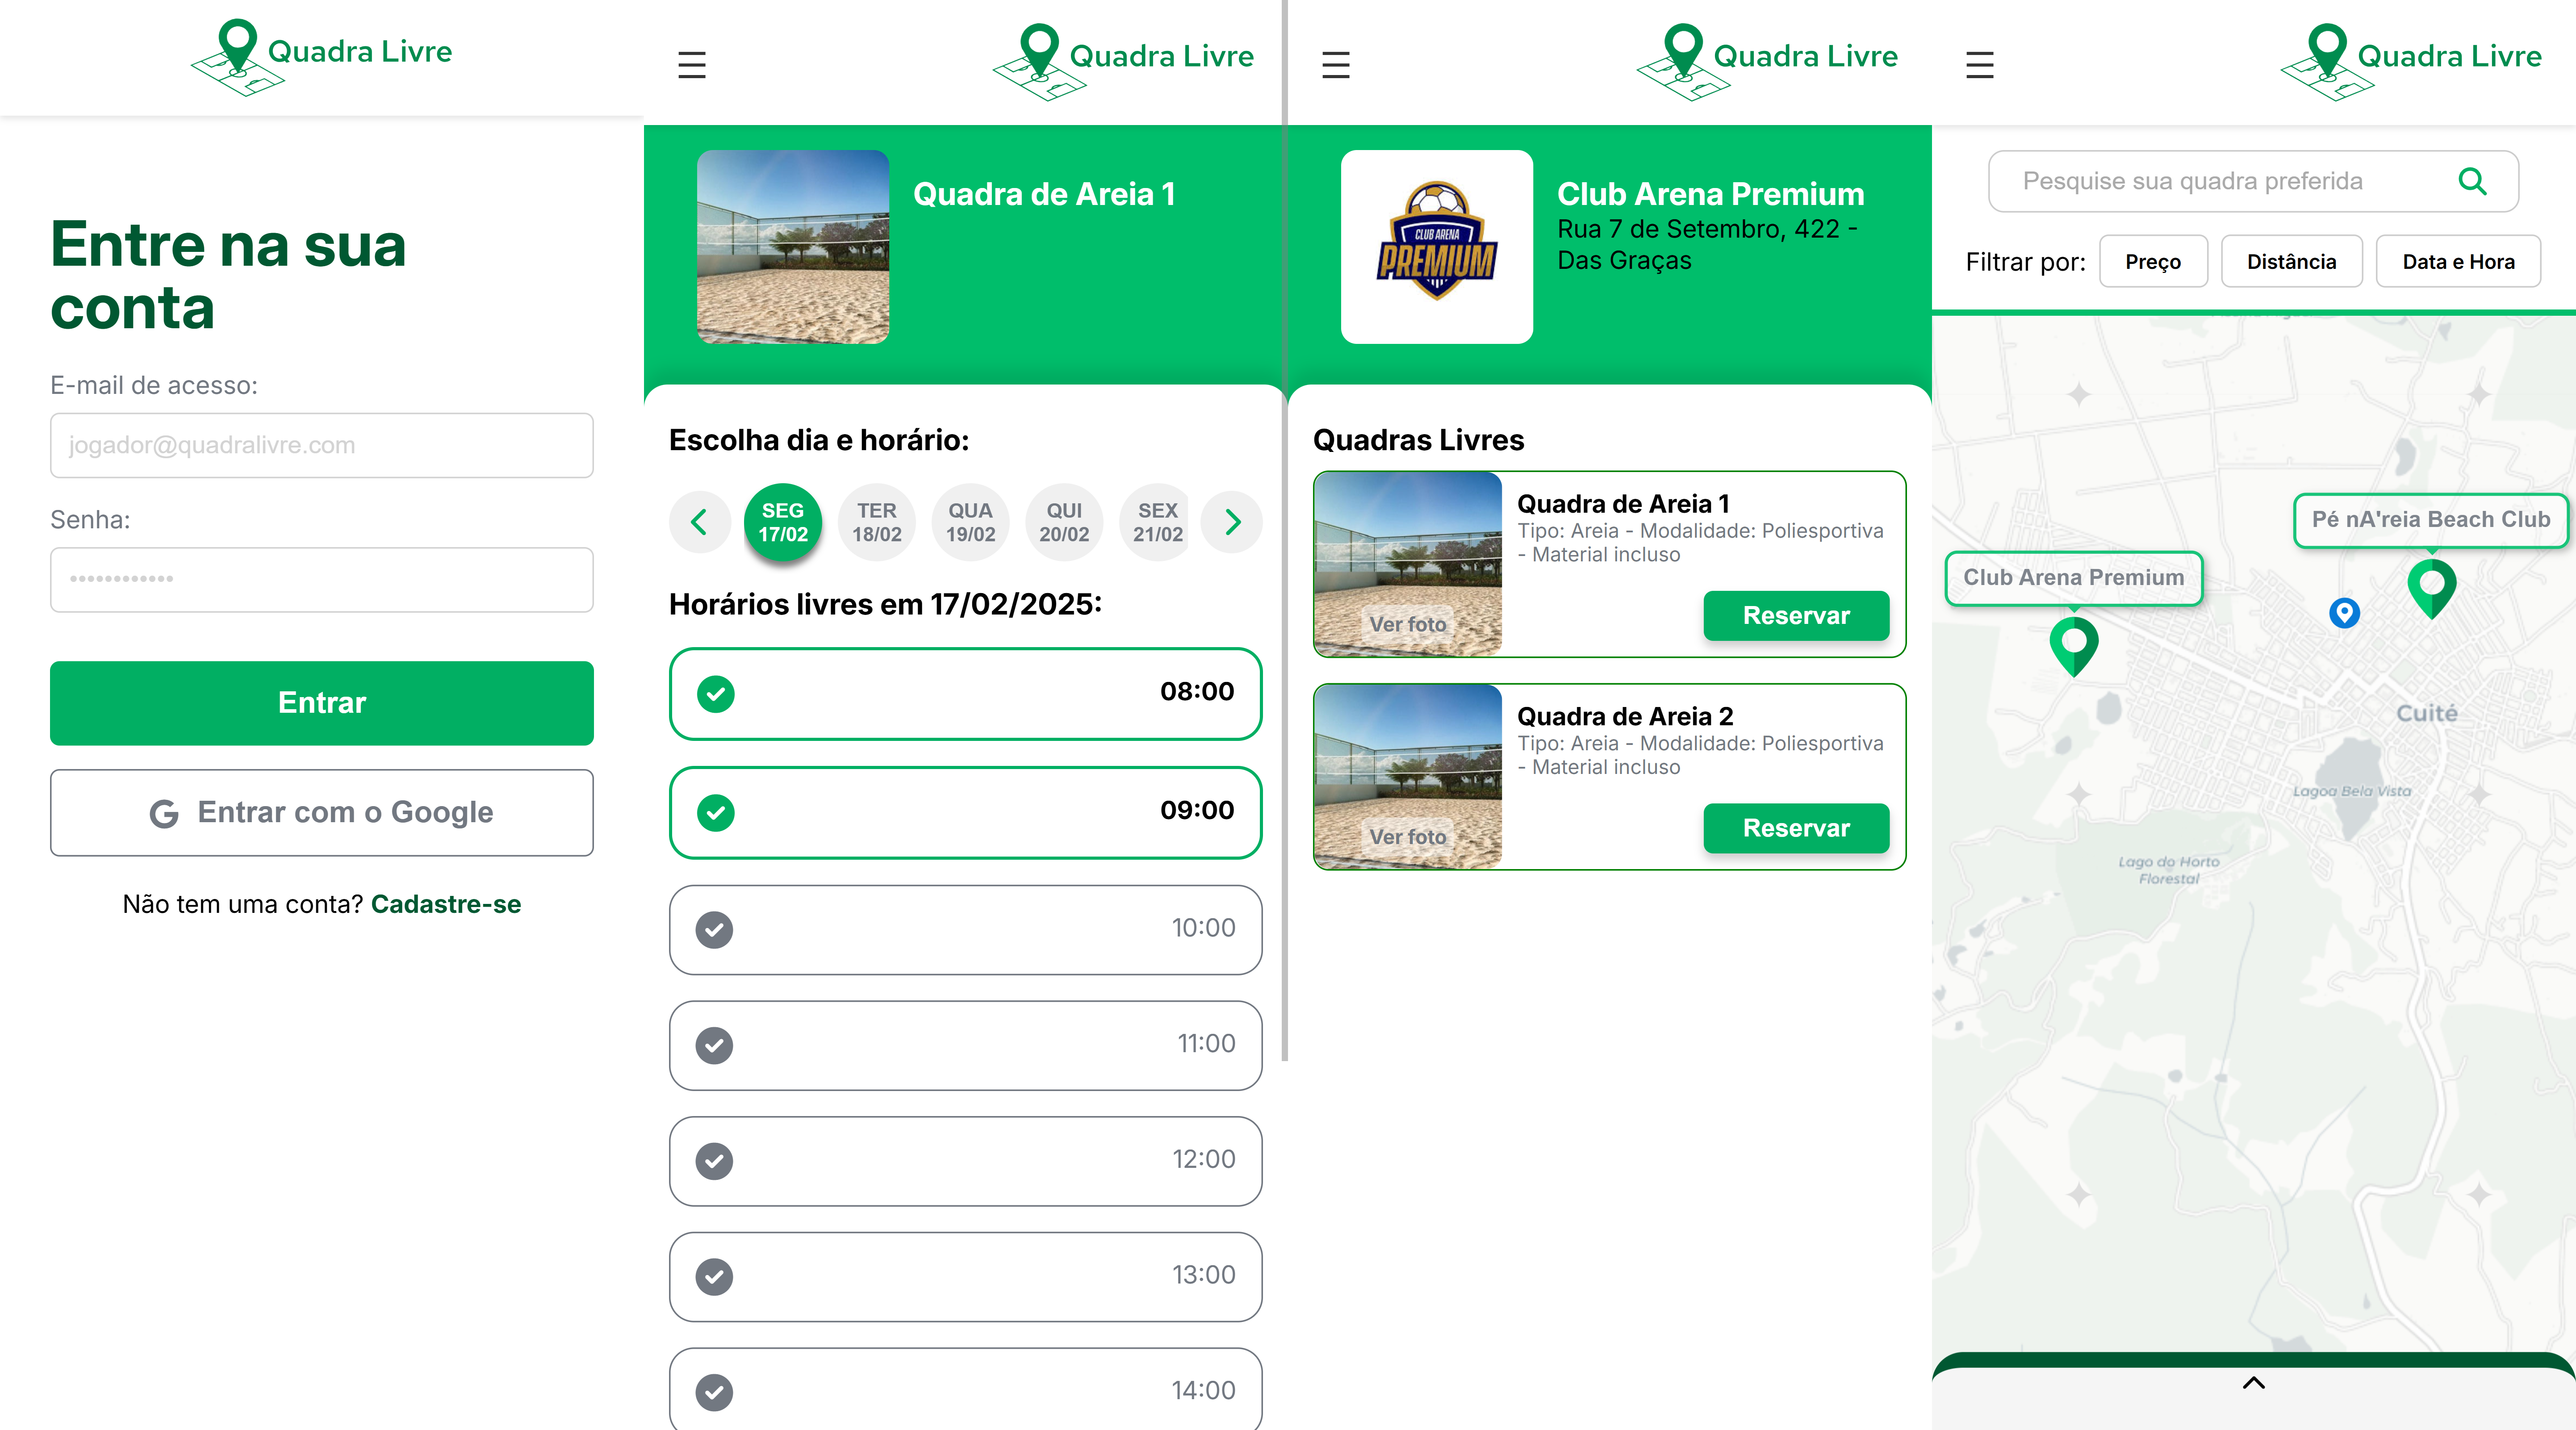 Quadra Livre
Entre na sua
conta
E-mail de acesso:
jogador@quadralivre.com
Senha:
••••••••••••
Entrar
Entrar com o Google
Não tem uma conta? Cadastre-se
Quadra Livre
Quadra de Areia 1
Escolha dia e horário:
SEG
17/02
TER
18/02
QUA
19/02
QUI
20/02
SEX
21/02
Horários livres em 17/02/2025:
08:00
09:00
10:00
11:00
12:00
13:00
14:00
Quadra Livre
CLUB ARENA
PREMIUM
Club Arena Premium
Rua 7 de Setembro, 422 -
Das Graças
Quadras Livres
Quadra de Areia 1
Tipo: Areia - Modalidade: Poliesportiva
- Material incluso
Ver foto
Reservar
Quadra de Areia 2
Tipo: Areia - Modalidade: Poliesportiva
- Material incluso
Ver foto
Reservar
Quadra Livre
Pesquise sua quadra preferida
Filtrar por:
Preço
Distância
Data e Hora
Pé nA'reia Beach Club
Club Arena Premium
Cuité
Lagoa Bela Vista
Lago do Horto
Florestal